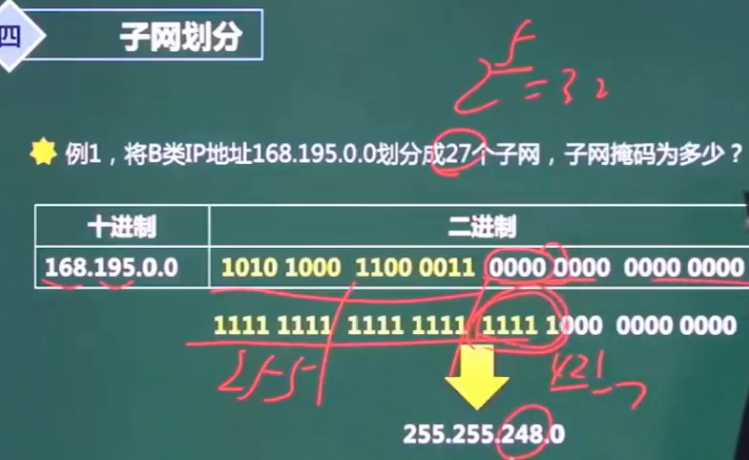 四 子网划分
2^5=32
例1，将B类IP地址168.195.0.0划分成27个子网，子网掩码为多少？
十进制 二进制
168.195.0.0 1010 1000 1100 0011 0000 0000 0000 0000
1111 1111 1111 1111 1111 1000 0000 0000
255 421
255.255.248.0